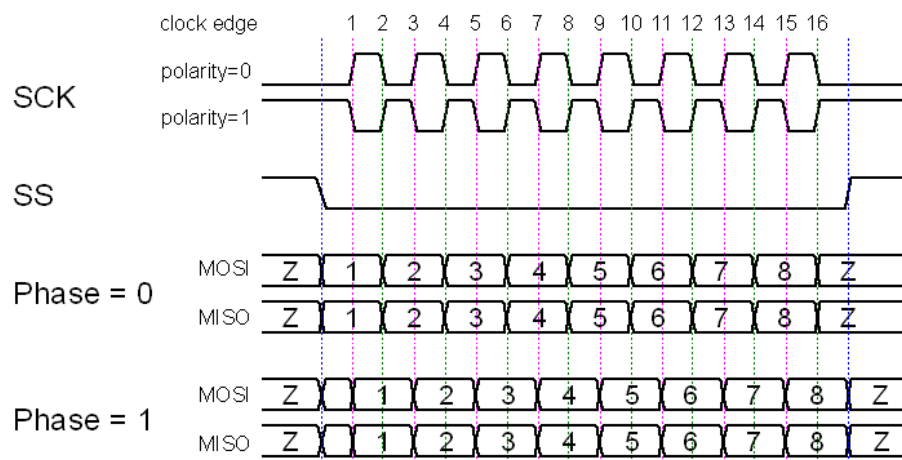 clock edge 1 2 3 4 5 6 7 8 9 10 11 12 13 14 15 16
polarity=0
SCK
polarity=1
SS
MOSI Z 1 2 3 4 5 6 7 8 Z
Phase = 0
MISO Z 1 2 3 4 5 6 7 8 Z
MOSI Z 1 2 3 4 5 6 7 8 Z
Phase = 1
MISO Z 1 2 3 4 5 6 7 8 Z